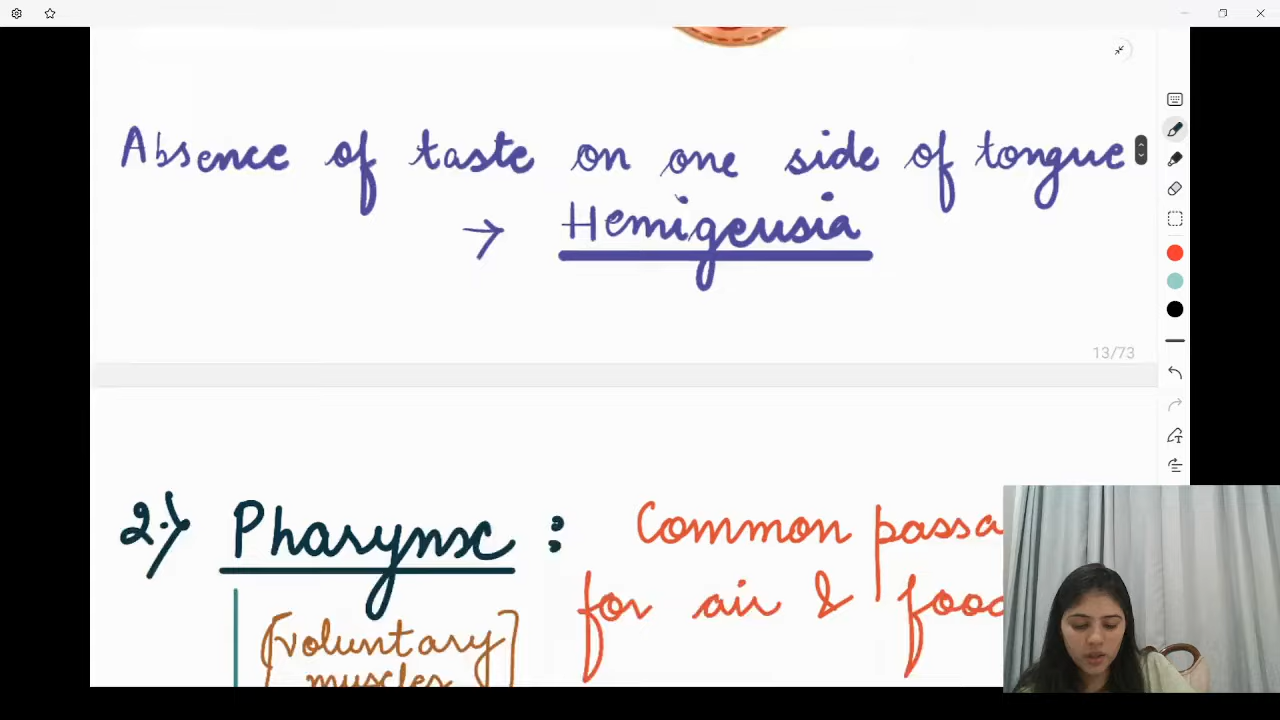 Absence of taste on one side of tongue
→ Hemigeusia
13/73
2.) Pharynx : Common passa
for air & food
[voluntary
muscles